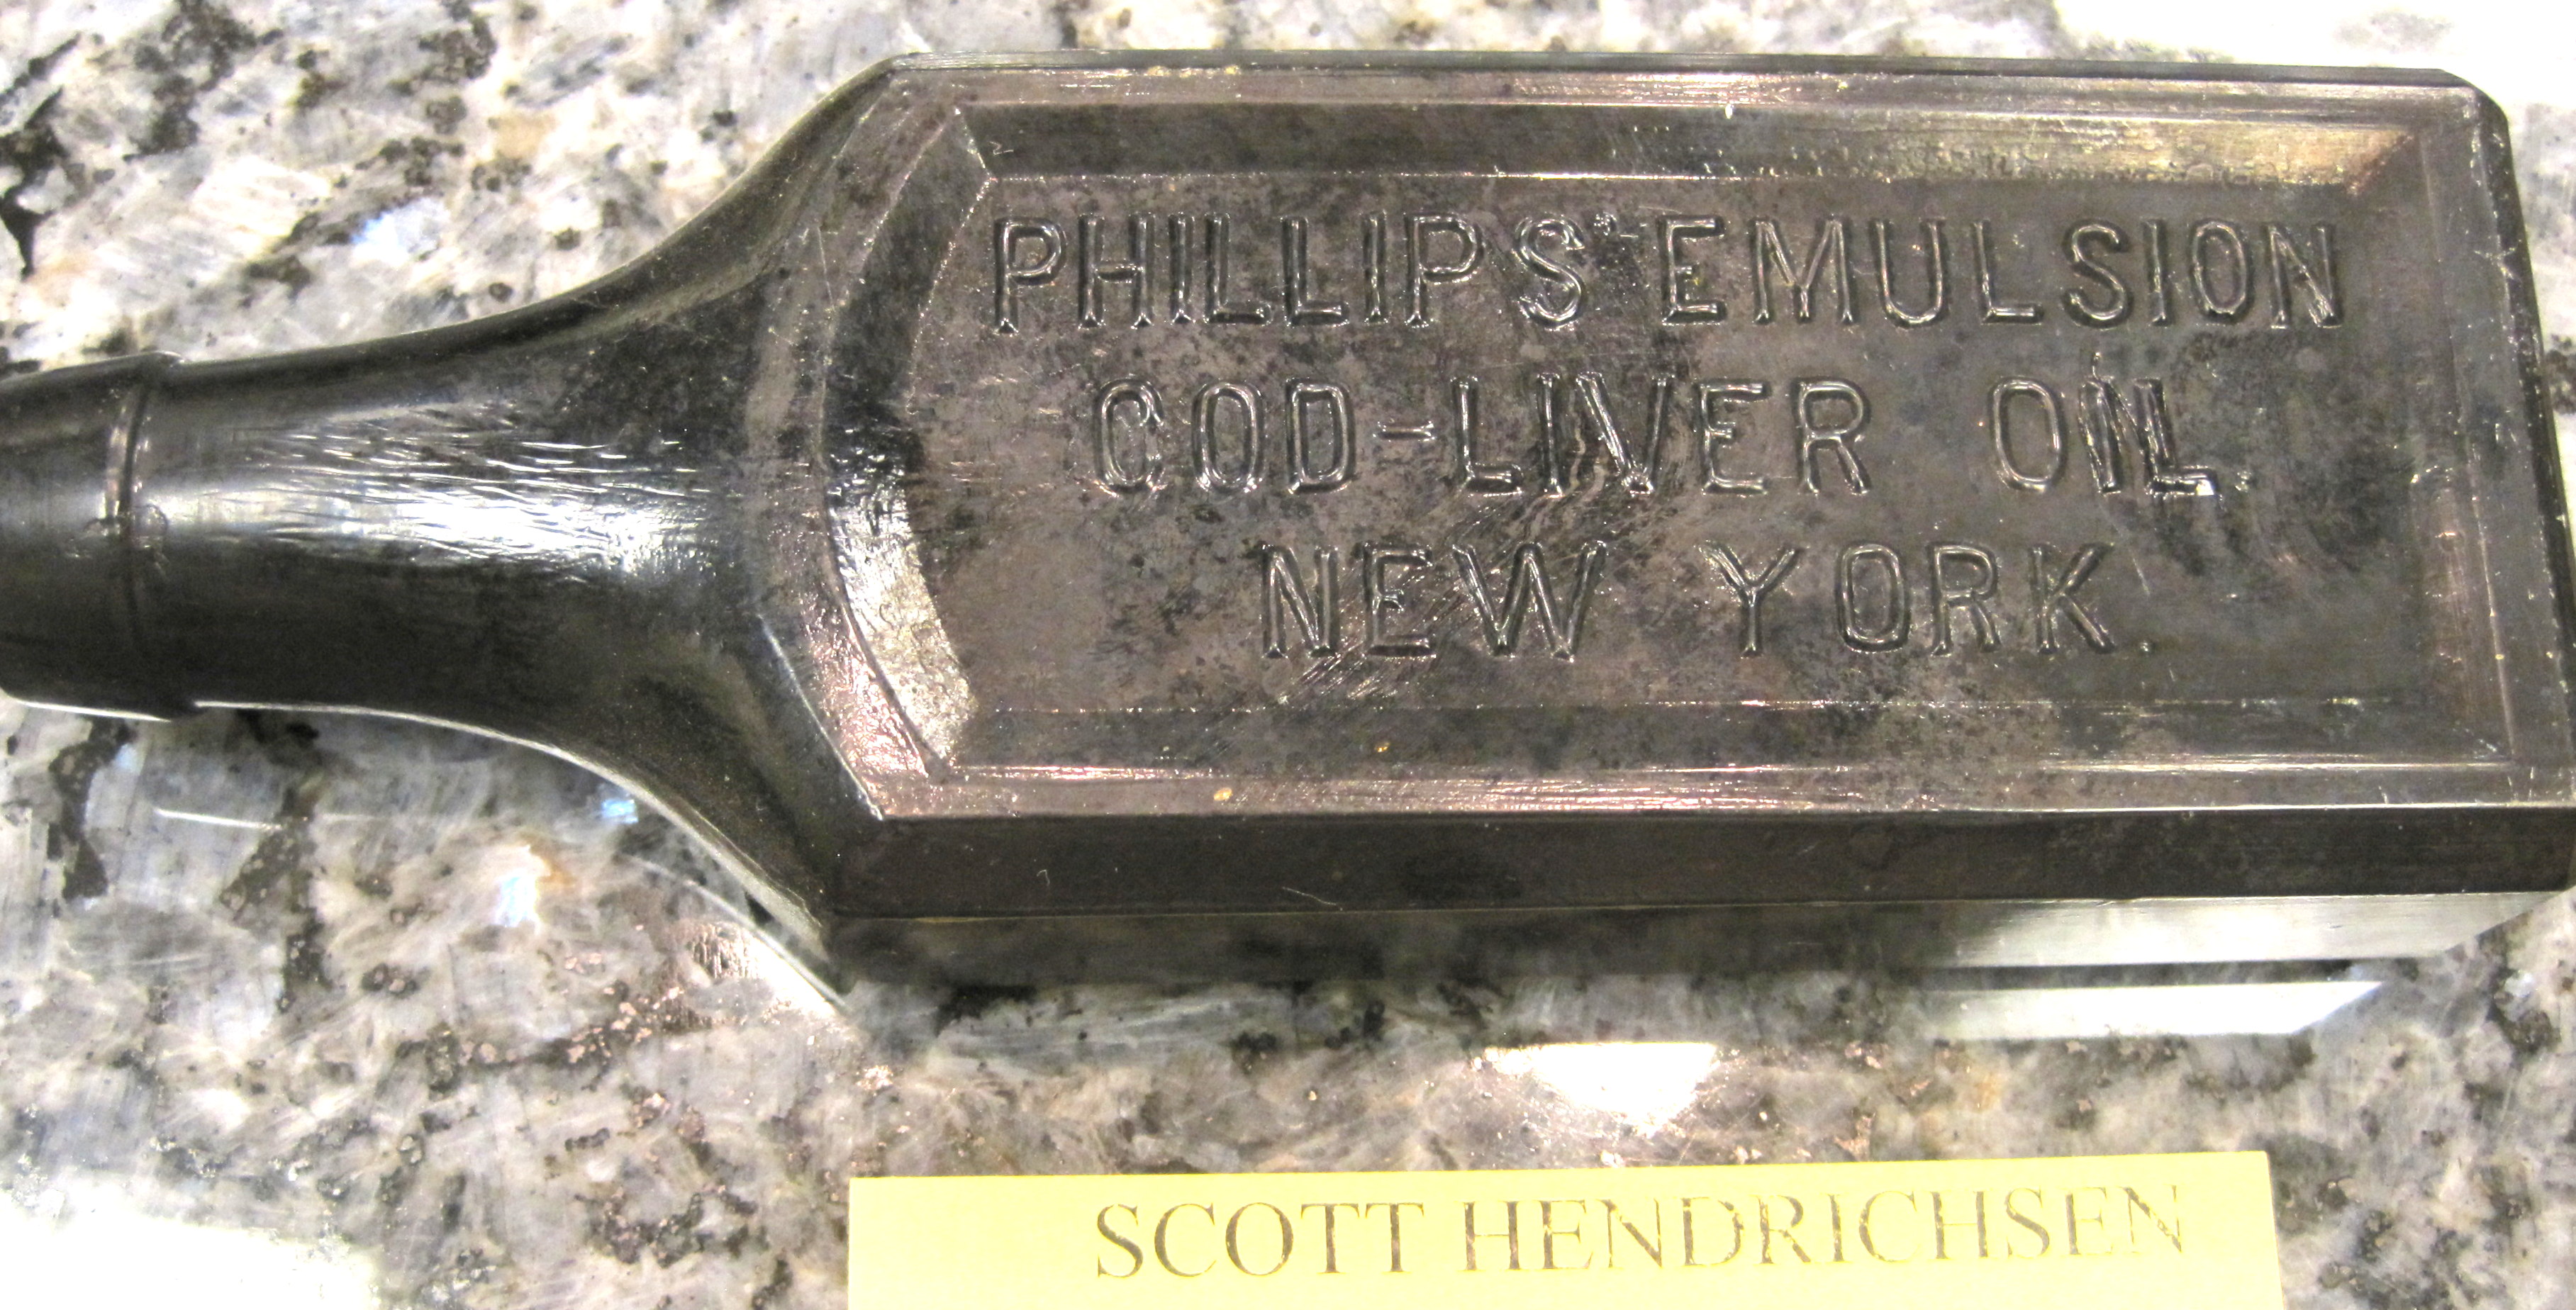 PHILLIPS' EMULSION
COD-LIVER OIL.
NEW YORK.
SCOTT HENDRICHSEN